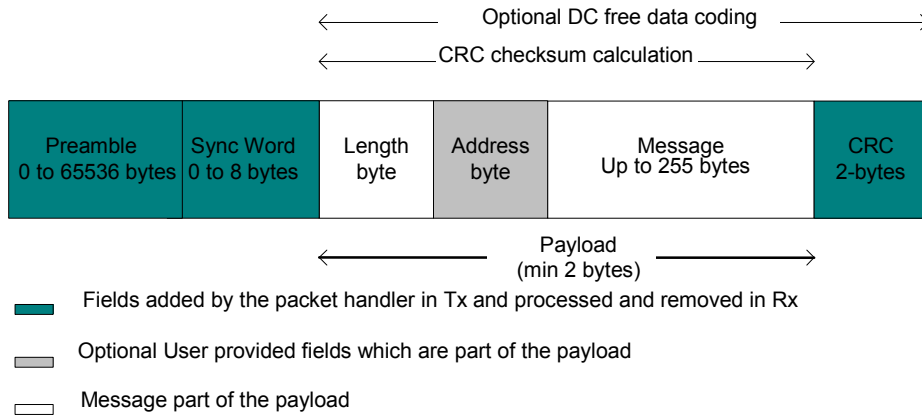 Optional DC free data coding
CRC checksum calculation
Preamble
0 to 65536 bytes
Sync Word
0 to 8 bytes
Length
byte
Address
byte
Message
Up to 255 bytes
CRC
2-bytes
Payload
(min 2 bytes)
Fields added by the packet handler in Tx and processed and removed in Rx
Optional User provided fields which are part of the payload
Message part of the payload